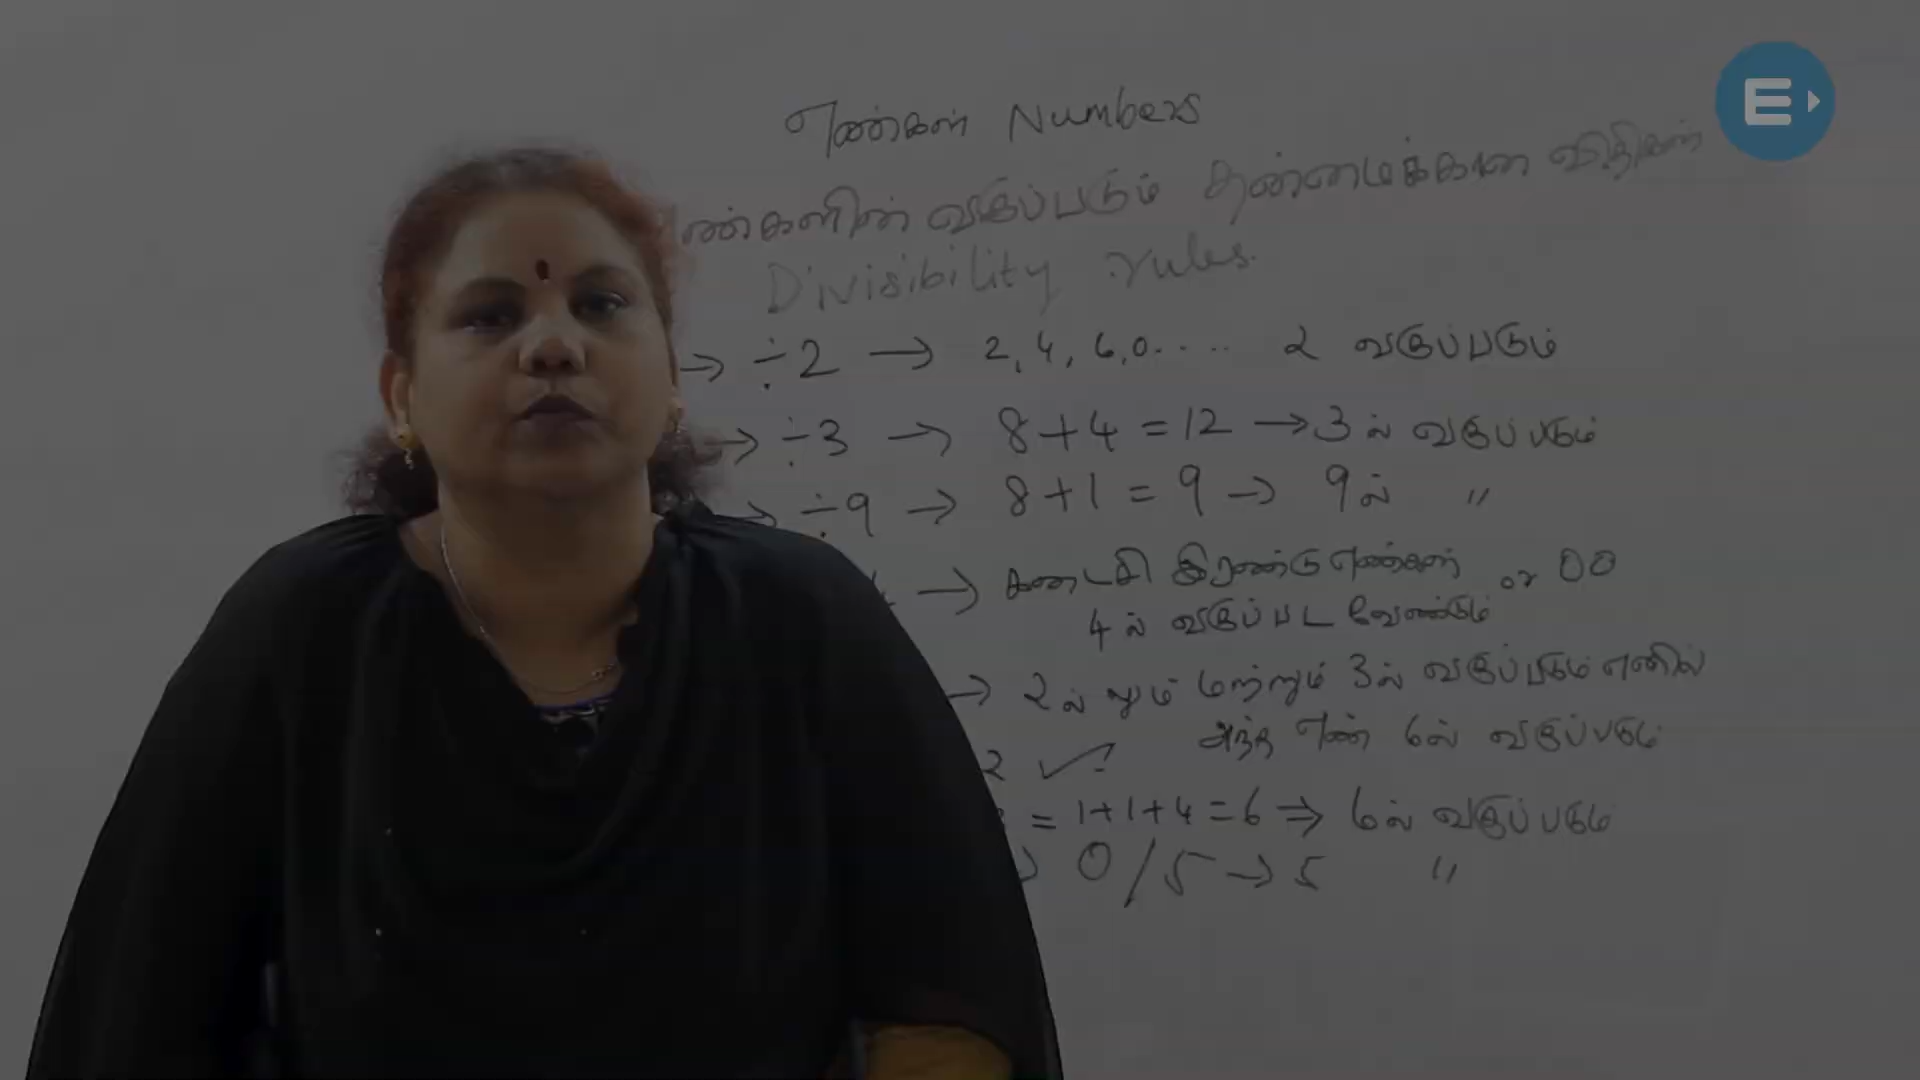 எண்கள் Numbers
ண்களின் வகுப்படும் தன்மைக்கான விதிகள்
Divisibility rules.
→ ÷2 → 2, 4, 6, 0..... 2 வகுப்படும்
→ ÷3 → 8+4 = 12 → 3 ல் வகுப்படும்
→ ÷9 → 8+1 = 9 → 9ல் "
→ கடைசி இரண்டு எண்கள் or 00
4 ல் வகுப்பட வேண்டும்
→ 2 ல் லும் மற்றும் 3ல் வகுப்படும் எனில்
அந்த எண் 6ல் வகுப்படும்
2 ✓
= 1+1+4 = 6 ⇒ 6ல் வகுப்படும்
0/5 → 5 "
E